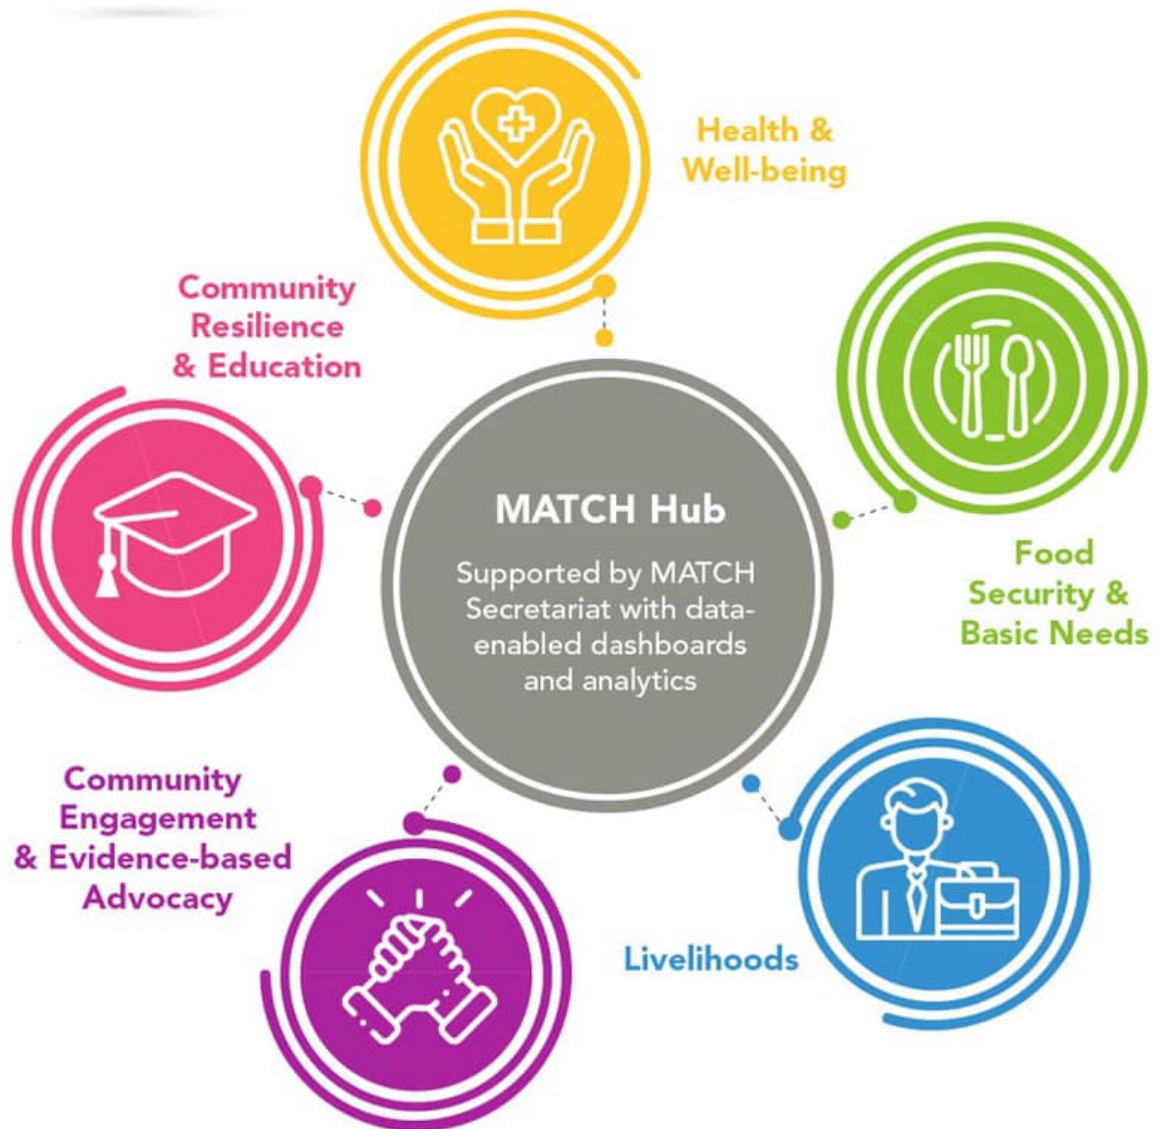 Health &
Well-being
Community
Resilience
& Education
MATCH Hub
Supported by MATCH
Secretariat with data-
enabled dashboards
and analytics
Food
Security &
Basic Needs
Community
Engagement
& Evidence-based
Advocacy
Livelihoods